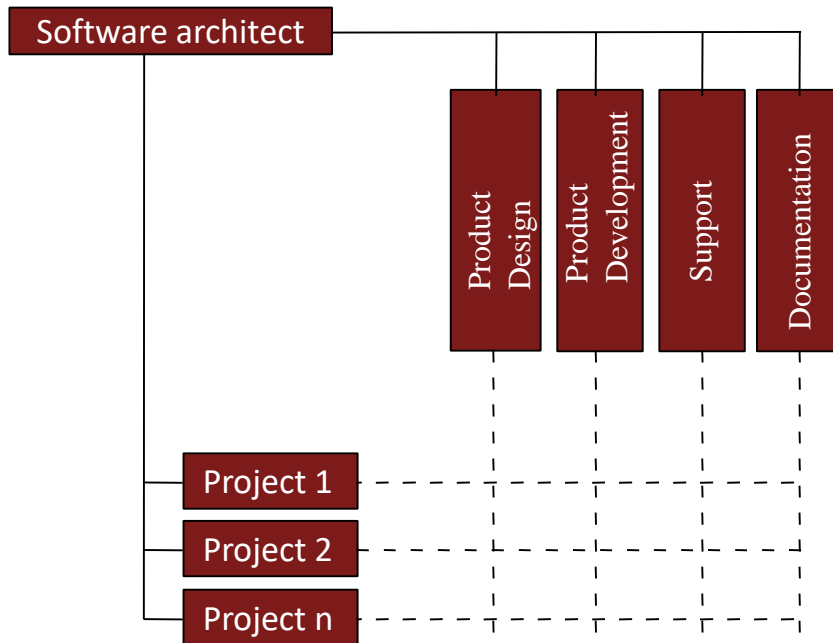 Software architect
Product
Design
Product
Development
Support
Documentation
Project 1
Project 2
Project n